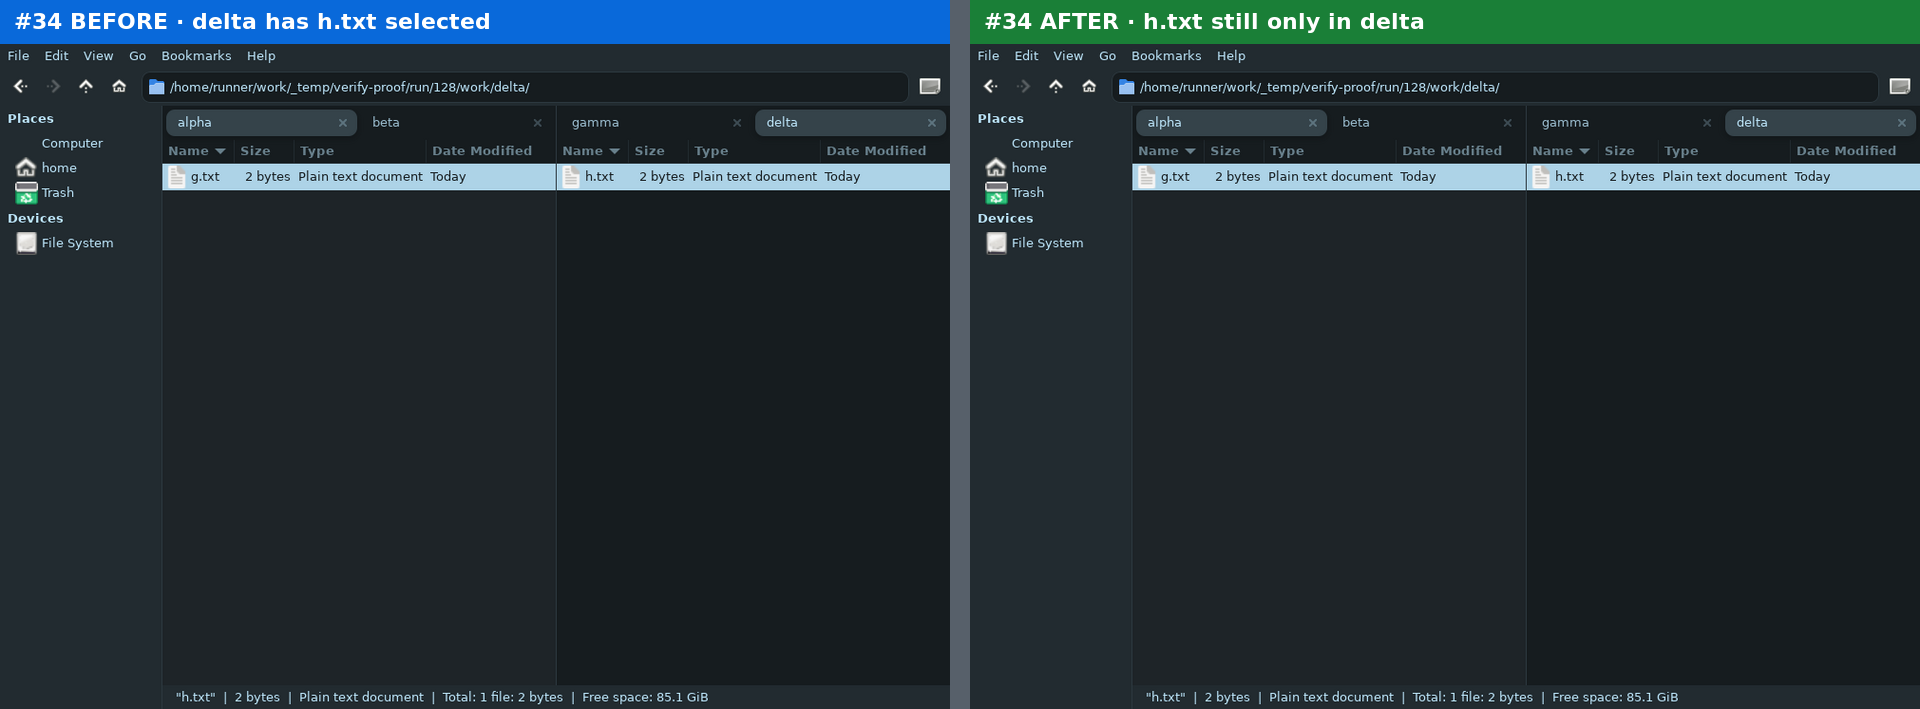 #34 BEFORE · delta has h.txt selected
File Edit View Go Bookmarks Help
/home/runner/work/_temp/verify-proof/run/128/work/delta/
Places
Computer
home
Trash
Devices
File System
alpha beta gamma delta
Name Size Type Date Modified Name Size Type Date Modified
g.txt 2 bytes Plain text document Today h.txt 2 bytes Plain text document Today
"h.txt" | 2 bytes | Plain text document | Total: 1 file: 2 bytes | Free space: 85.1 GiB
#34 AFTER · h.txt still only in delta
File Edit View Go Bookmarks Help
/home/runner/work/_temp/verify-proof/run/128/work/delta/
Places
Computer
home
Trash
Devices
File System
alpha beta gamma delta
Name Size Type Date Modified Name Size Type Date Modified
g.txt 2 bytes Plain text document Today h.txt 2 bytes Plain text document Today
"h.txt" | 2 bytes | Plain text document | Total: 1 file: 2 bytes | Free space: 85.1 GiB